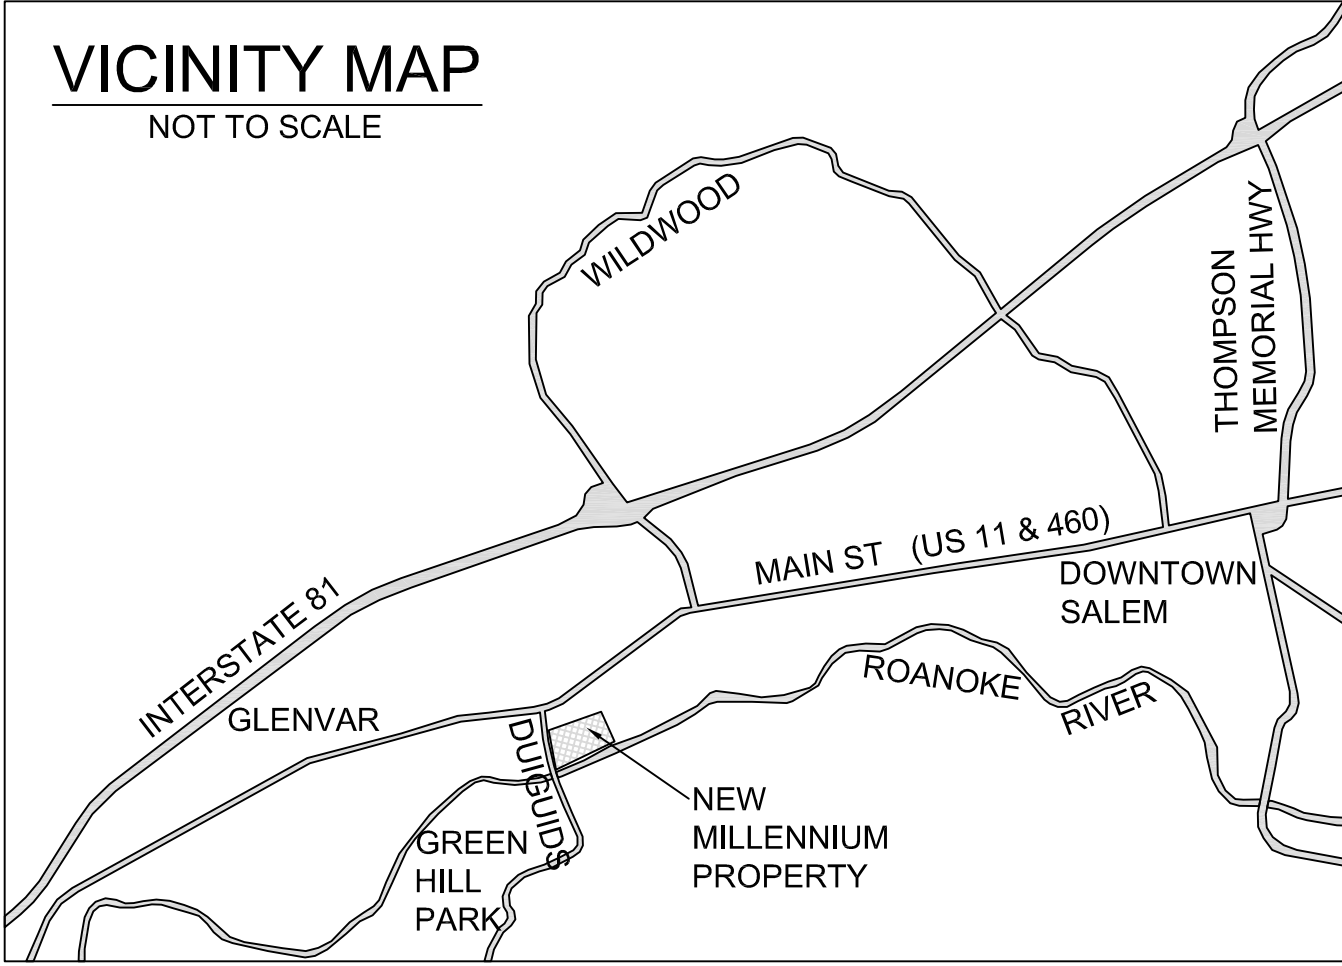 VICINITY MAP
NOT TO SCALE
WILDWOOD
THOMPSON
MEMORIAL HWY
MAIN ST (US 11 & 460)
DOWNTOWN
SALEM
INTERSTATE 81
GLENVAR
ROANOKE
RIVER
DUIGUIDS
NEW
MILLENNIUM
PROPERTY
GREEN
HILL
PARK